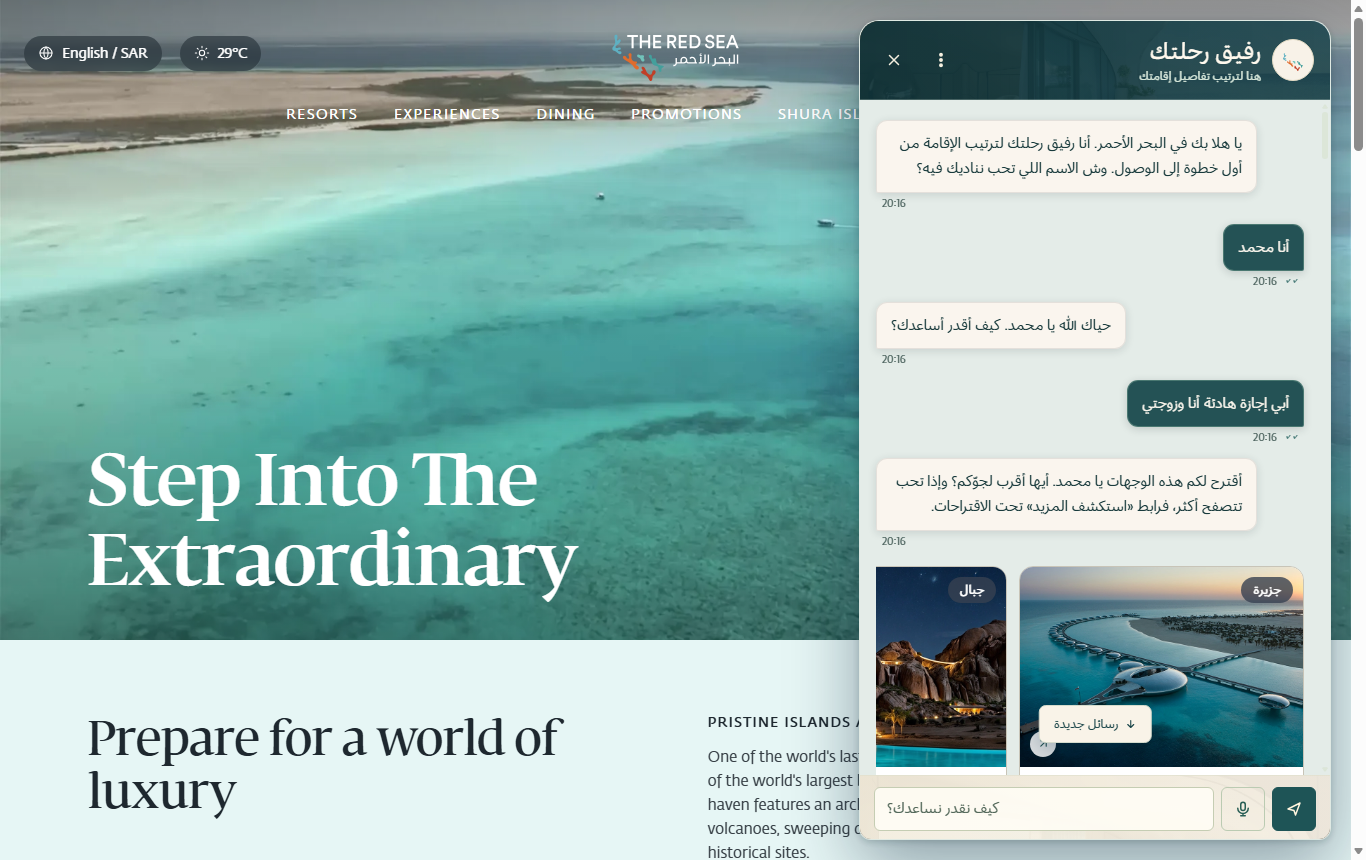 English / SAR
29°C
THE RED SEA
البحر الأحمر
RESORTS EXPERIENCES DINING PROMOTIONS SHURA ISL
Step Into The
Extraordinary
Prepare for a world of
luxury
PRISTINE ISLANDS
One of the world's las
of the world's largest
haven features an arc
volcanoes, sweeping
historical sites.
رفيق رحلتك
هنا لترتيب تفاصيل إقامتك
يا هلا بك في البحر الأحمر. أنا رفيق رحلتك لترتيب الإقامة من
أول خطوة إلى الوصول. وش الاسم اللي تحب نناديك فيه؟
20:16
أنا محمد
20:16
حياك الله يا محمد. كيف أقدر أساعدك؟
20:16
أبي إجازة هادئة أنا وزوجتي
20:16
أقترح لكم هذه الوجهات يا محمد. أيها أقرب لجوّكم؟ وإذا تحب
تتصفح أكثر، فرابط «استكشف المزيد» تحت الاقتراحات.
20:16
جزيرة
جبال
رسائل جديدة
كيف نقدر نساعدك؟